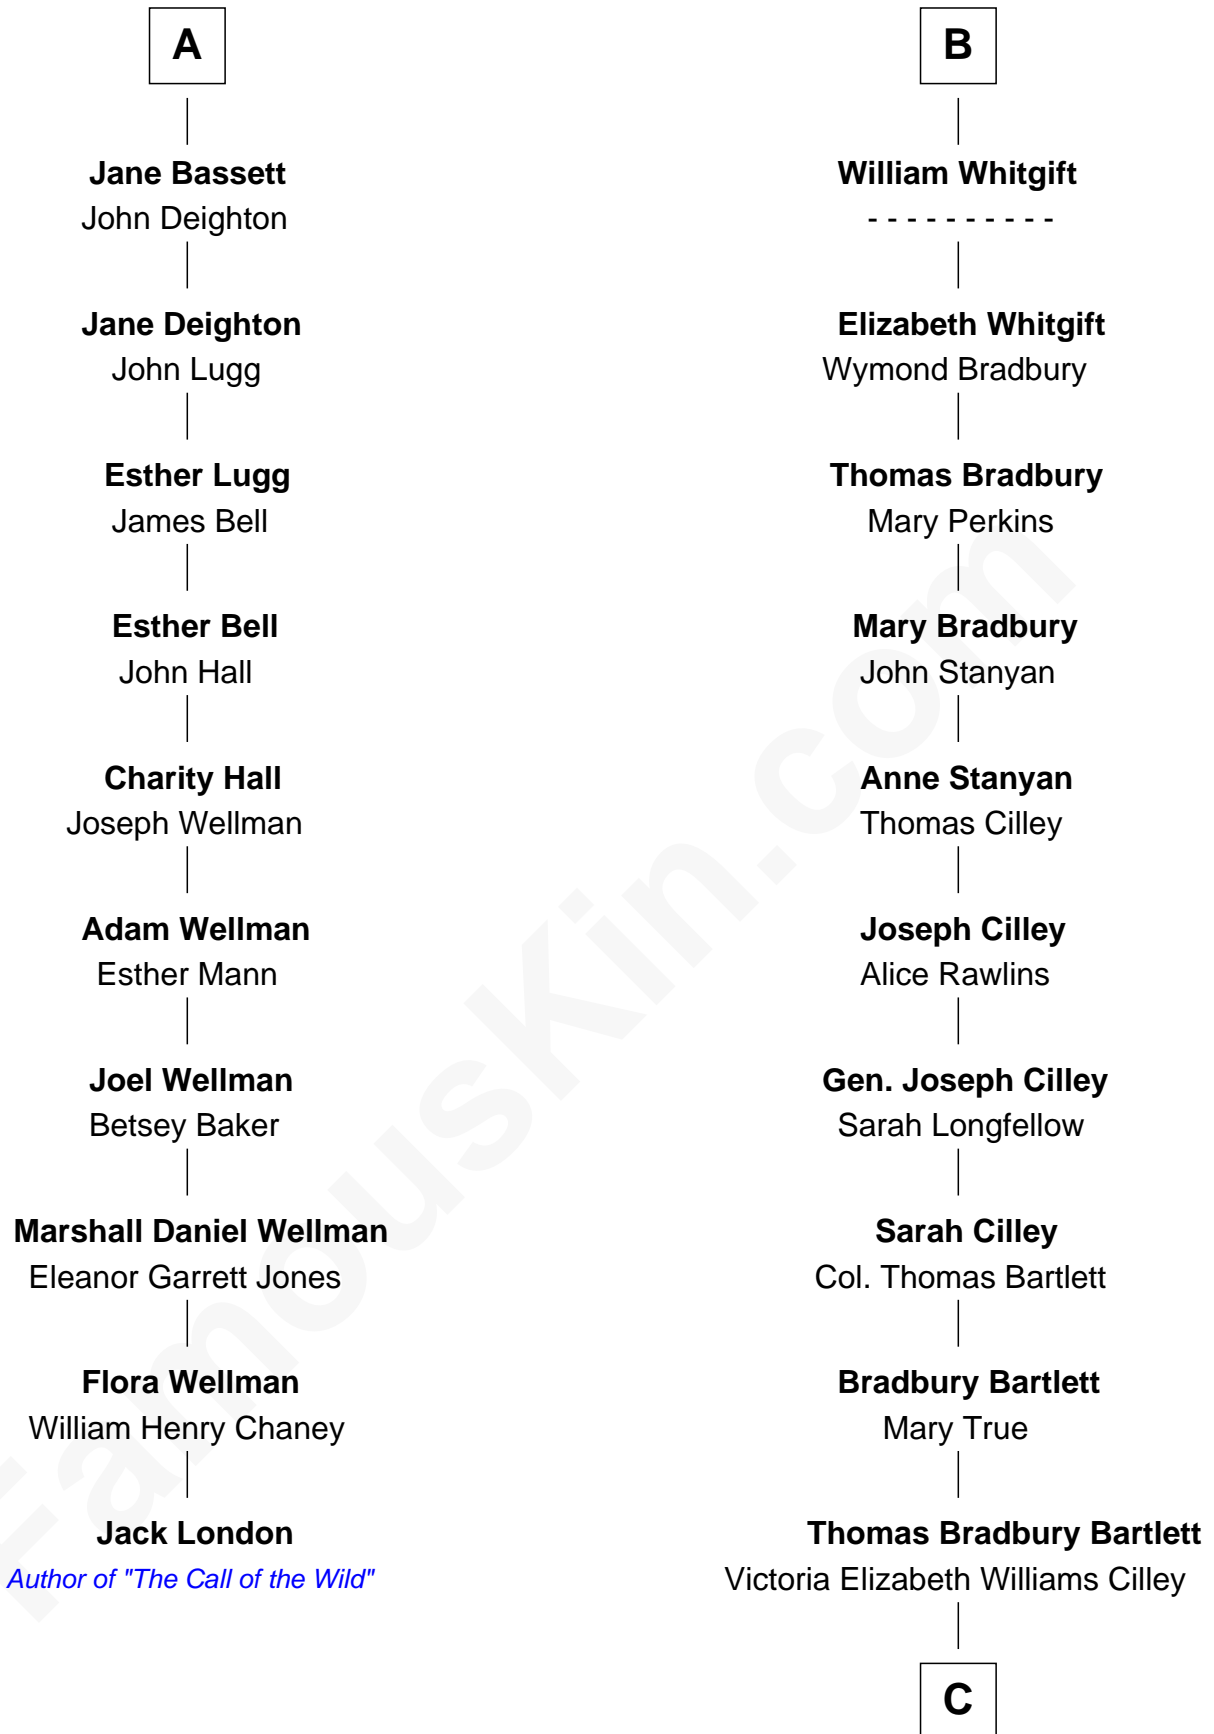 A
Jane Bassett
John Deighton
Jane Deighton
John Lugg
Esther Lugg
James Bell
Esther Bell
John Hall
Charity Hall
Joseph Wellman
Adam Wellman
Esther Mann
Joel Wellman
Betsey Baker
Marshall Daniel Wellman
Eleanor Garrett Jones
Flora Wellman
William Henry Chaney
Jack London
Author of "The Call of the Wild"
B
William Whitgift
- - - - - - - - - -
Elizabeth Whitgift
Wymond Bradbury
Thomas Bradbury
Mary Perkins
Mary Bradbury
John Stanyan
Anne Stanyan
Thomas Cilley
Joseph Cilley
Alice Rawlins
Gen. Joseph Cilley
Sarah Longfellow
Sarah Cilley
Col. Thomas Bartlett
Bradbury Bartlett
Mary True
Thomas Bradbury Bartlett
Victoria Elizabeth Williams Cilley
C
FamousKin.com